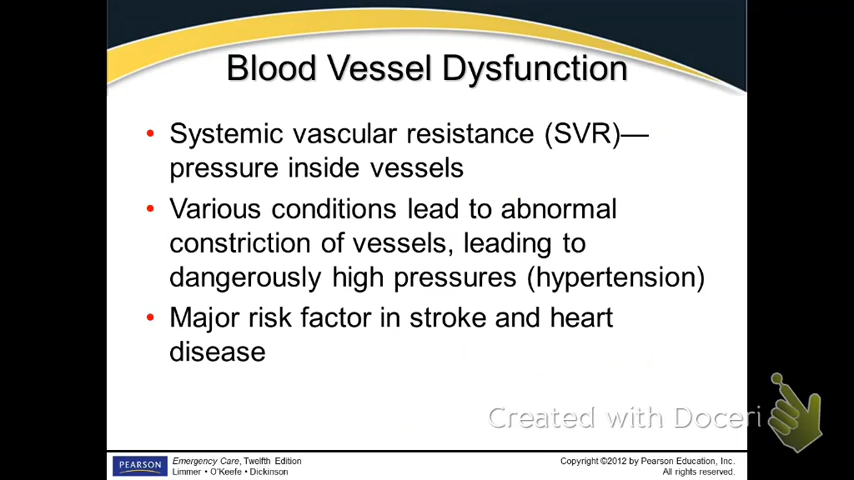 Blood Vessel Dysfunction
• Systemic vascular resistance (SVR)—
pressure inside vessels
• Various conditions lead to abnormal
constriction of vessels, leading to
dangerously high pressures (hypertension)
• Major risk factor in stroke and heart
disease
Created with Doceri
PEARSON
Emergency Care, Twelfth Edition
Limmer • O'Keefe • Dickinson
Copyright ©2012 by Pearson Education, Inc.
All rights reserved.